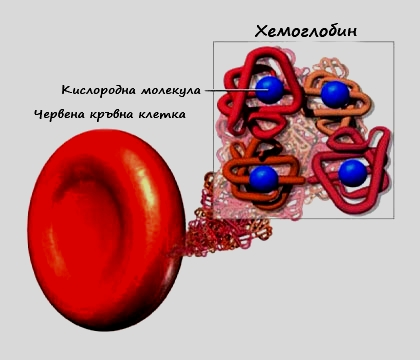 Хемоглобин
Кислородна молекула
Червена кръвна клетка